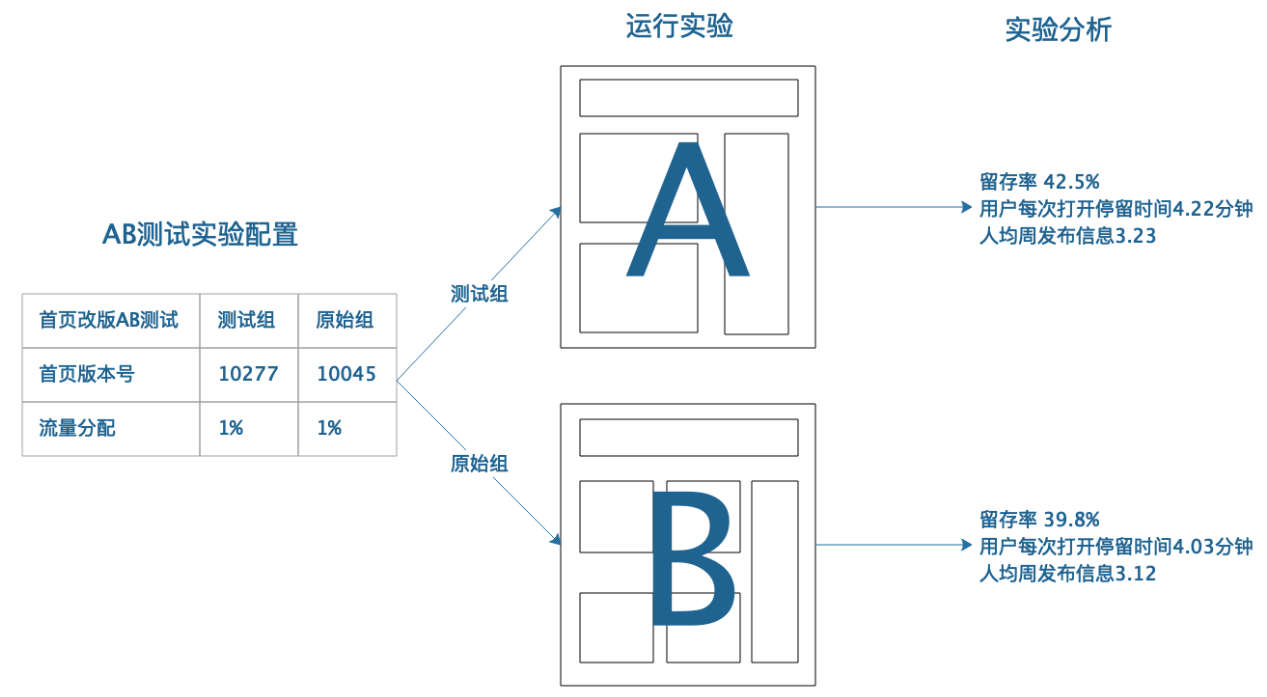 运行实验
实验分析
AB测试实验配置
首页改版AB测试 测试组 原始组
首页版本号 10277 10045
流量分配 1% 1%
测试组
原始组
A
留存率 42.5%
用户每次打开停留时间4.22分钟
人均周发布信息3.23
B
留存率 39.8%
用户每次打开停留时间4.03分钟
人均周发布信息3.12